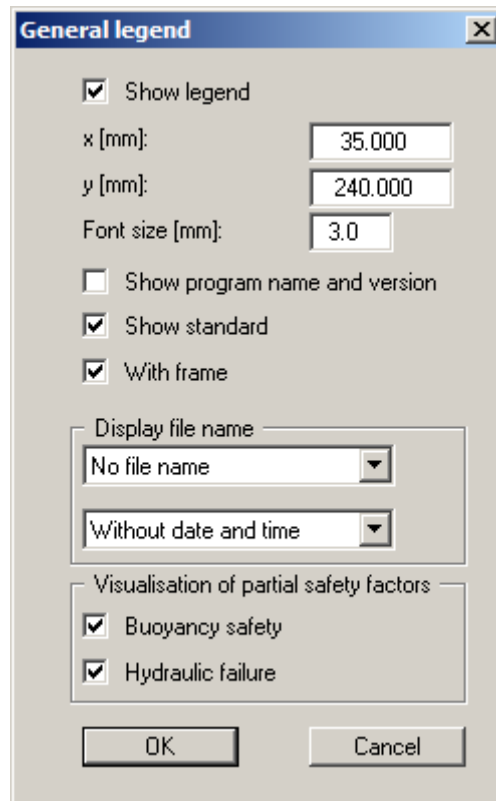 General legend
Show legend
x [mm]: 35.000
y [mm]: 240.000
Font size [mm]: 3.0
Show program name and version
Show standard
With frame
Display file name
No file name
Without date and time
Visualisation of partial safety factors
Buoyancy safety
Hydraulic failure
OK Cancel